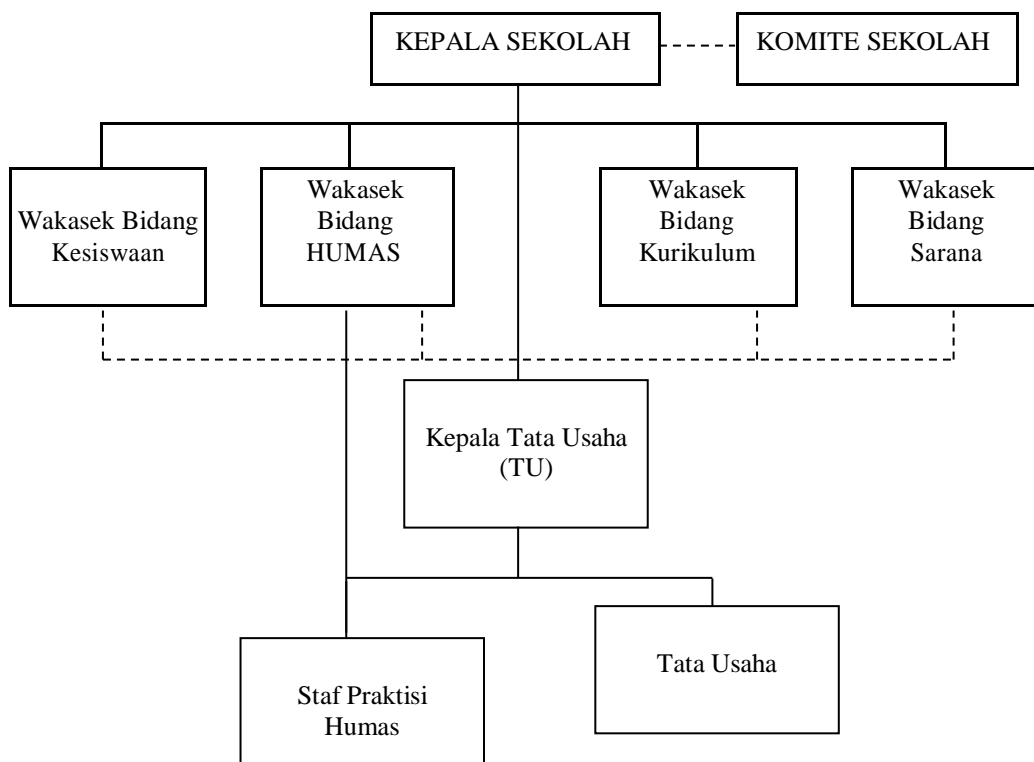 KEPALA SEKOLAH
KOMITE SEKOLAH
Wakasek Bidang
Kesiswaan
Wakasek
Bidang
HUMAS
Wakasek
Bidang
Kurikulum
Wakasek
Bidang
Sarana
Kepala Tata Usaha
(TU)
Staf Praktisi
Humas
Tata Usaha